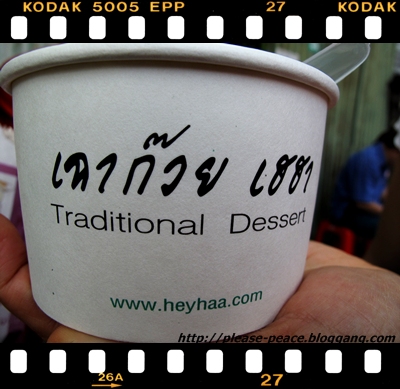 KODAK 5005 EPP 27 KODAK
เฉาก๊วย เฮฮา
Traditional Dessert
www.heyhaa.com
http://please-peace.bloggang.com
26A 27